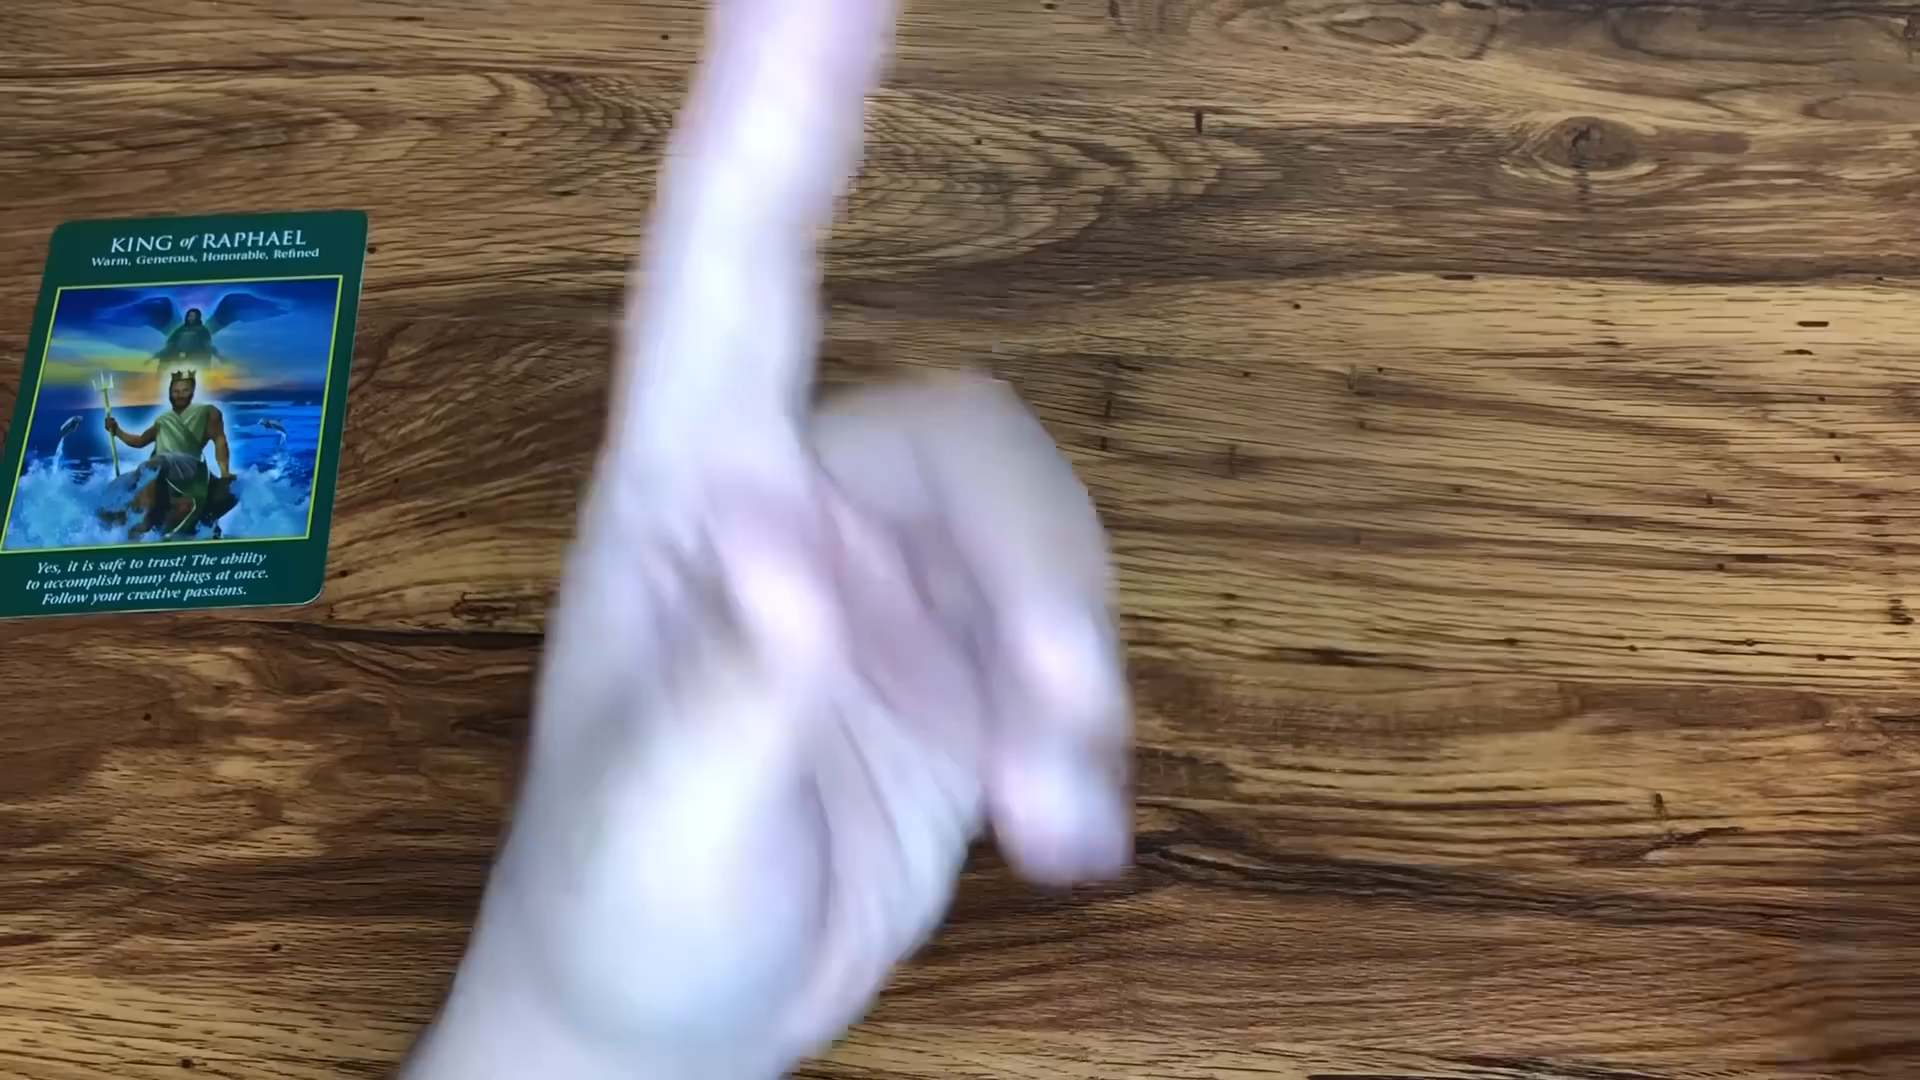 KING of RAPHAEL
Warm, Generous, Honorable, Refined
Yes, it is safe to trust! The ability
to accomplish many things at once.
Follow your creative passions.